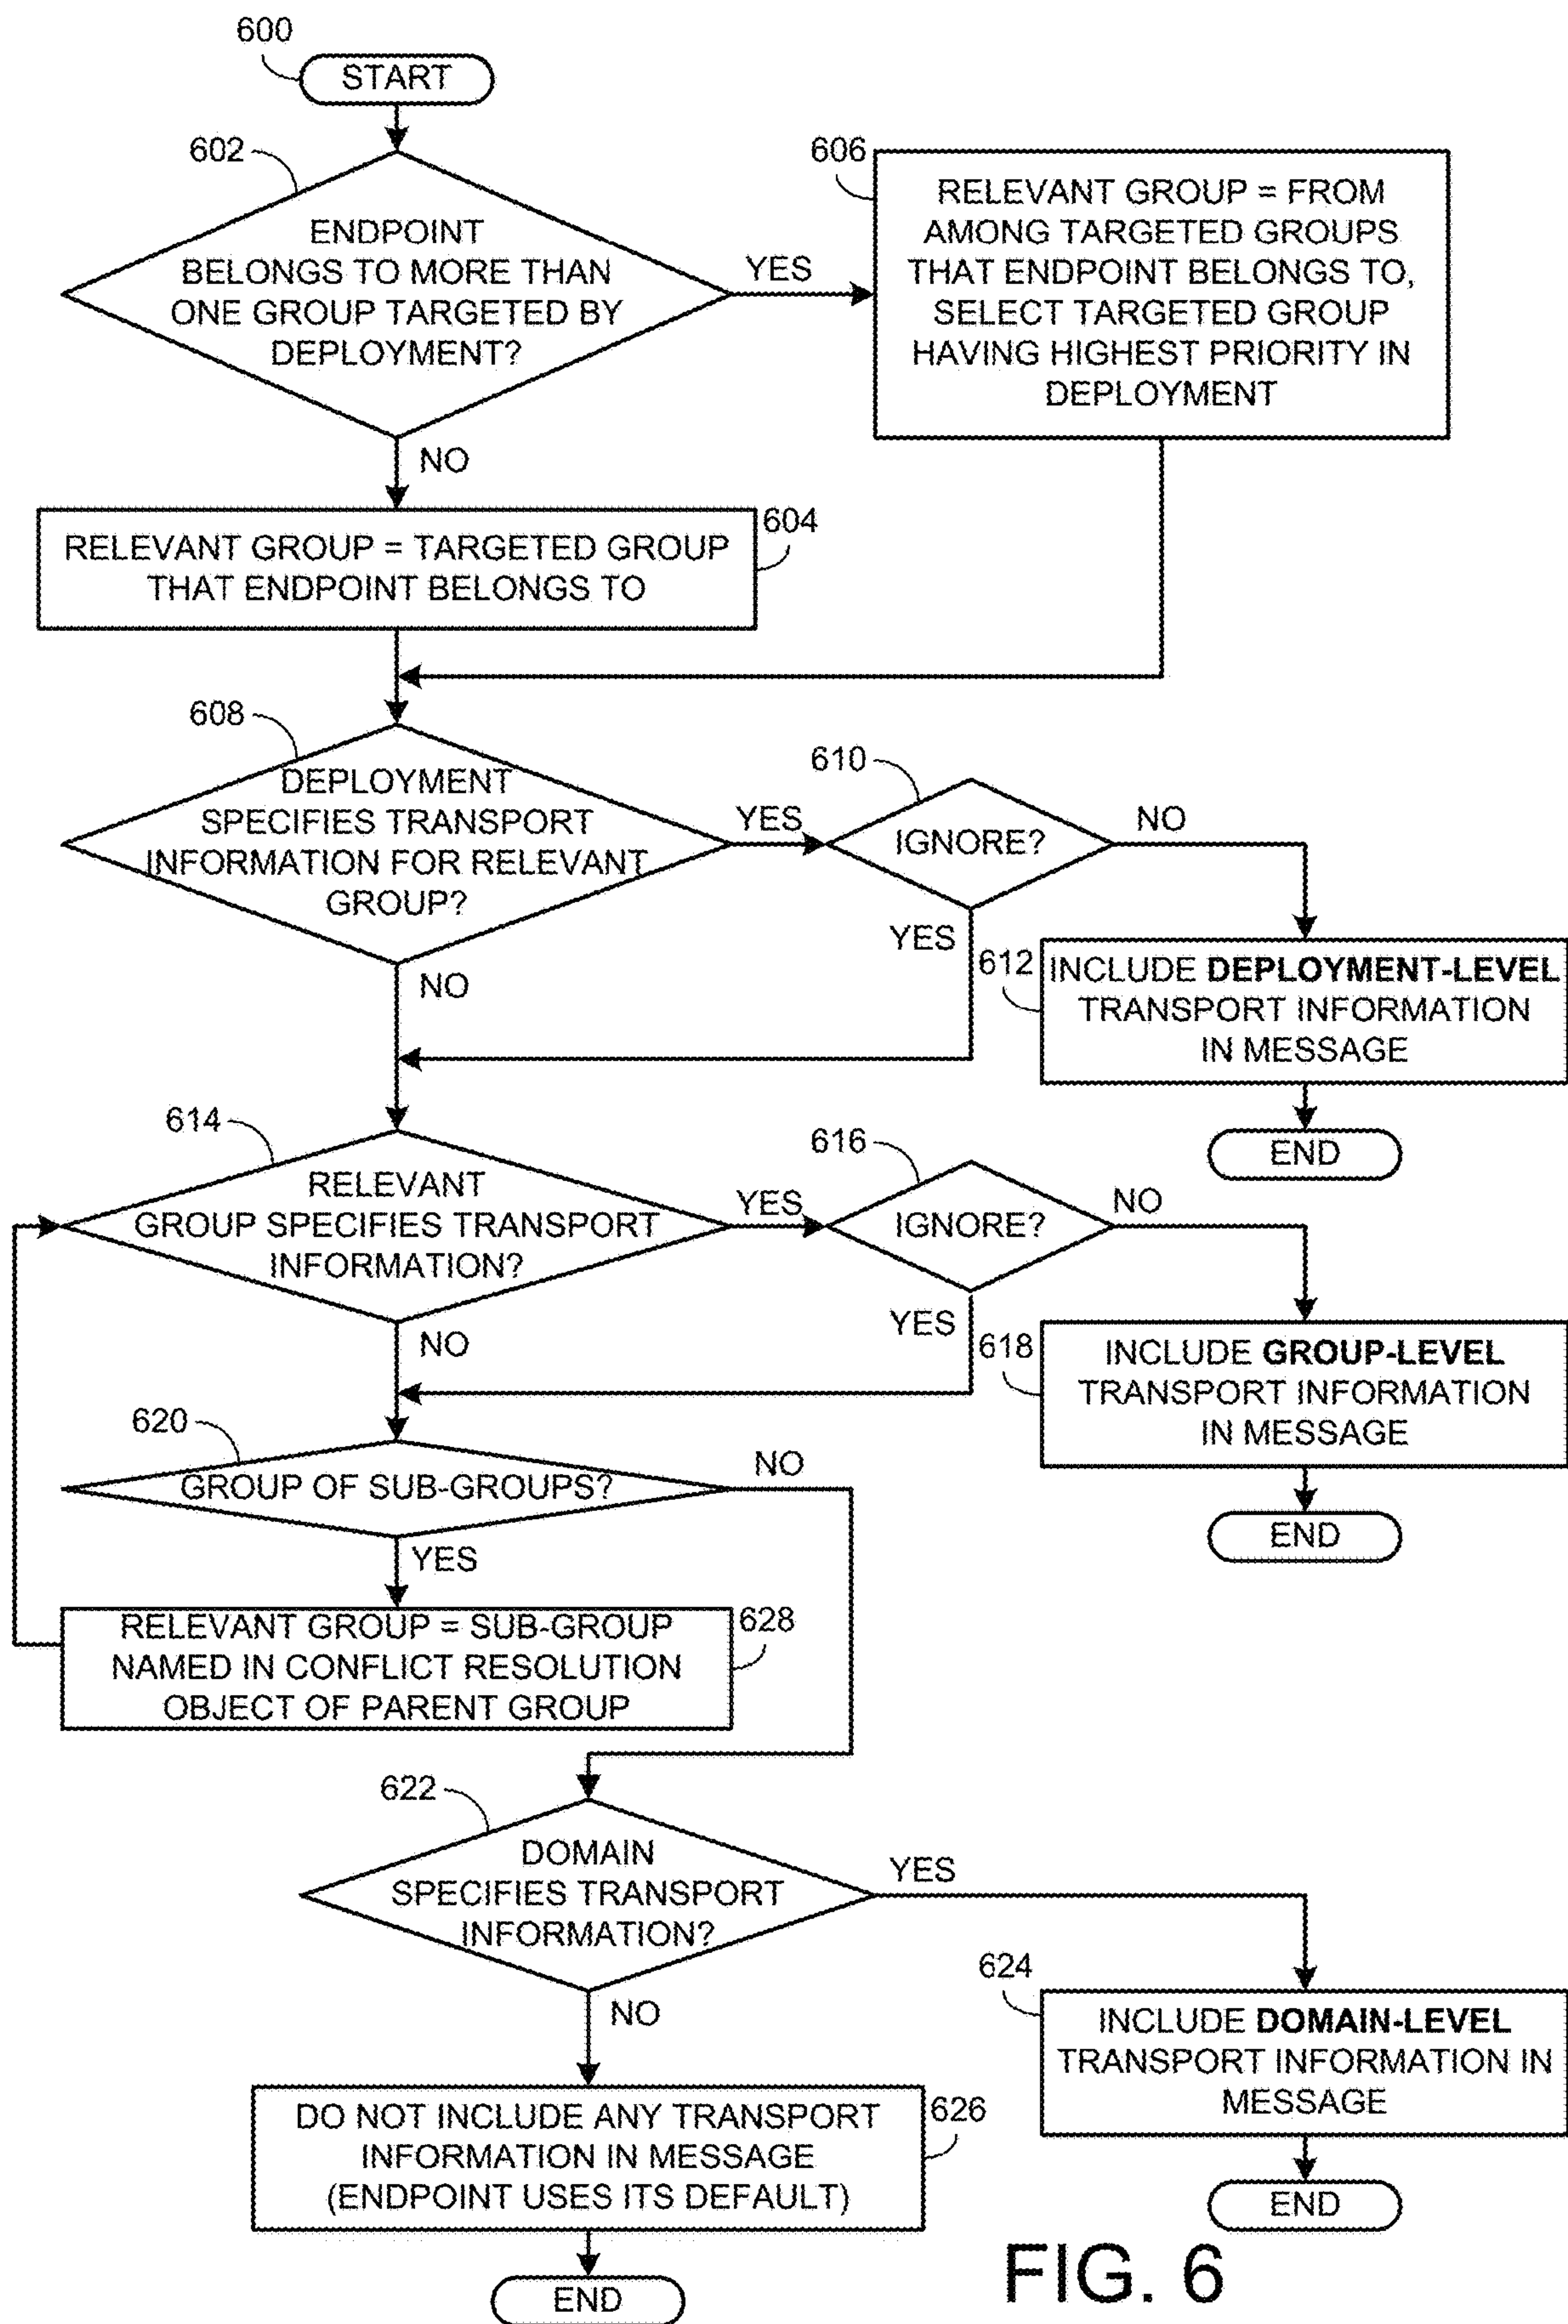 600
START
602
ENDPOINT
BELONGS TO MORE THAN
ONE GROUP TARGETED BY
DEPLOYMENT?
YES
606
RELEVANT GROUP = FROM
AMONG TARGETED GROUPS
THAT ENDPOINT BELONGS TO,
SELECT TARGETED GROUP
HAVING HIGHEST PRIORITY IN
DEPLOYMENT
NO
604
RELEVANT GROUP = TARGETED GROUP
THAT ENDPOINT BELONGS TO
608
DEPLOYMENT
SPECIFIES TRANSPORT
INFORMATION FOR RELEVANT
GROUP?
YES
610
IGNORE?
NO
YES
NO
612
INCLUDE DEPLOYMENT-LEVEL
TRANSPORT INFORMATION
IN MESSAGE
END
614
RELEVANT
GROUP SPECIFIES TRANSPORT
INFORMATION?
YES
616
IGNORE?
NO
YES
NO
618
INCLUDE GROUP-LEVEL
TRANSPORT INFORMATION
IN MESSAGE
END
620
GROUP OF SUB-GROUPS?
NO
YES
RELEVANT GROUP = SUB-GROUP
NAMED IN CONFLICT RESOLUTION
OBJECT OF PARENT GROUP
628
622
DOMAIN
SPECIFIES TRANSPORT
INFORMATION?
YES
NO
624
INCLUDE DOMAIN-LEVEL
TRANSPORT INFORMATION IN
MESSAGE
END
DO NOT INCLUDE ANY TRANSPORT
INFORMATION IN MESSAGE
(ENDPOINT USES ITS DEFAULT)
626
END
FIG. 6